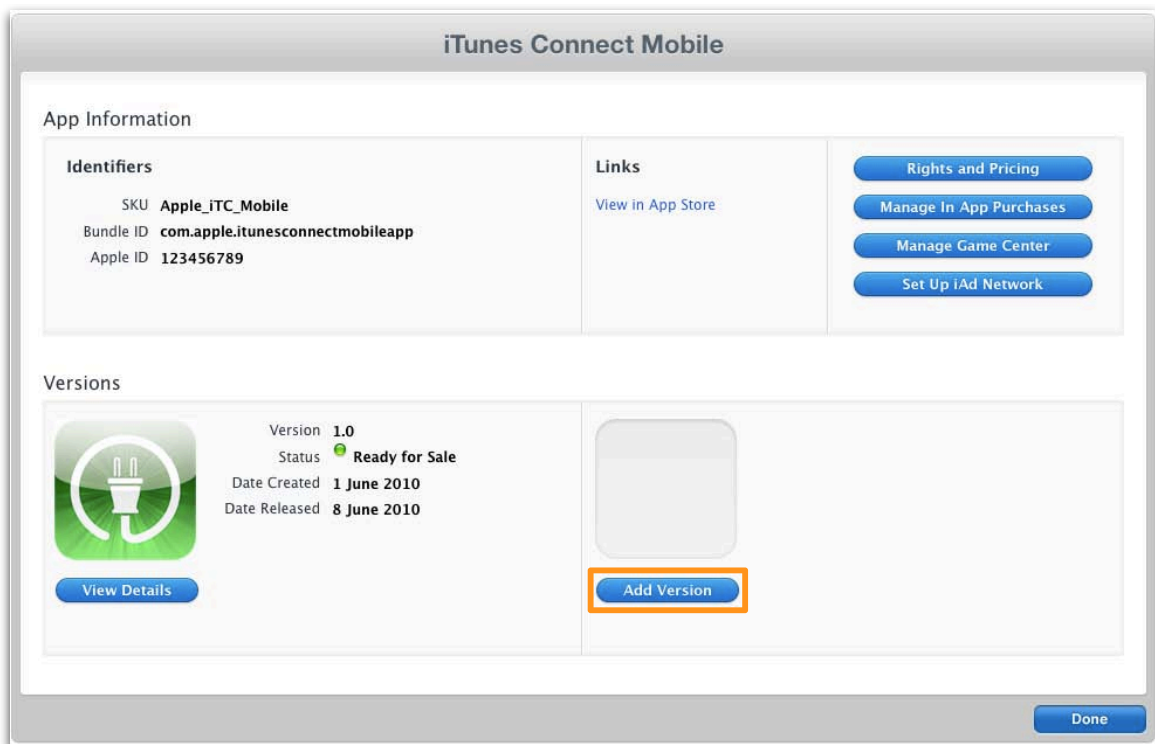 iTunes Connect Mobile
App Information
Identifiers
SKU Apple_iTC_Mobile
Bundle ID com.apple.itunesconnectmobileapp
Apple ID 123456789
Links
View in App Store
Rights and Pricing
Manage In App Purchases
Manage Game Center
Set Up iAd Network
Versions
Version 1.0
Status Ready for Sale
Date Created 1 June 2010
Date Released 8 June 2010
View Details
Add Version
Done